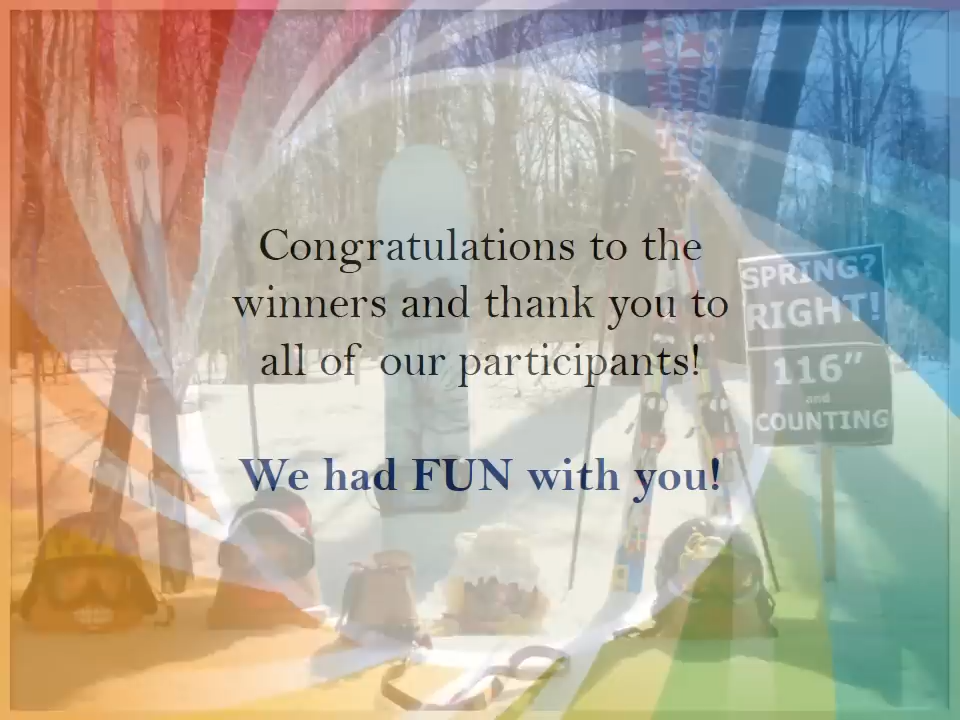 Congratulations to the
winners and thank you to
all of our participants!
We had FUN with you!
SPRING?
RIGHT!
116”
and
COUNTING